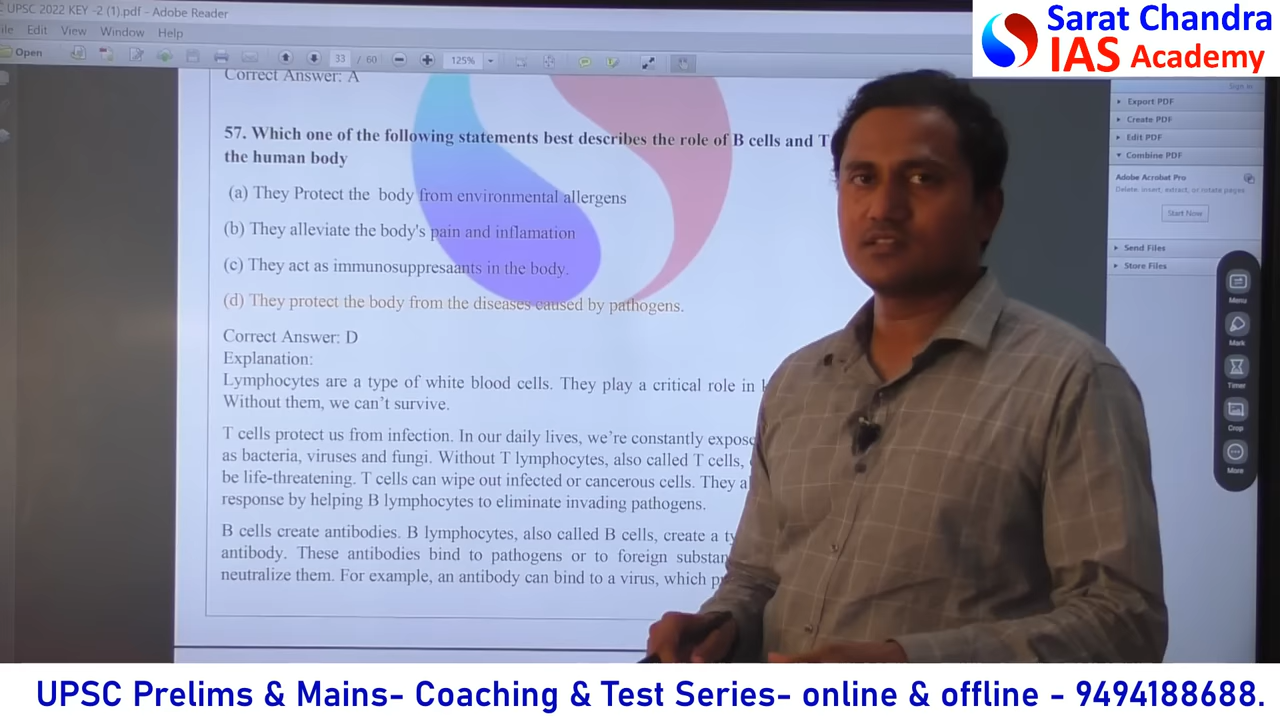 UPSC 2022 KEY -2 (1).pdf - Adobe Reader
Edit View Window Help
Open 33 / 60 125%
Sarat Chandra
IAS Academy
Sign In
Export PDF
Create PDF
Edit PDF
Combine PDF
Adobe Acrobat Pro
Delete, insert, extract, or rotate pages
Start Now
Send Files
Store Files
Menu
Mark
Timer
Crop
More
Correct Answer: A
57. Which one of the following statements best describes the role of B cells and T
the human body
(a) They Protect the body from environmental allergens
(b) They alleviate the body's pain and inflamation
(c) They act as immunosuppresaants in the body.
(d) They protect the body from the diseases caused by pathogens.
Correct Answer: D
Explanation:
Lymphocytes are a type of white blood cells. They play a critical role in
Without them, we can't survive.
T cells protect us from infection. In our daily lives, we're constantly
as bacteria, viruses and fungi. Without T lymphocytes, also called T cells,
be life-threatening. T cells can wipe out infected or cancerous cells. They
response by helping B lymphocytes to eliminate invading pathogens.
B cells create antibodies. B lymphocytes, also called B cells, create a
antibody. These antibodies bind to pathogens or to foreign
neutralize them. For example, an antibody can bind to a virus, which
UPSC Prelims & Mains- Coaching & Test Series- online & offline - 9494188688.